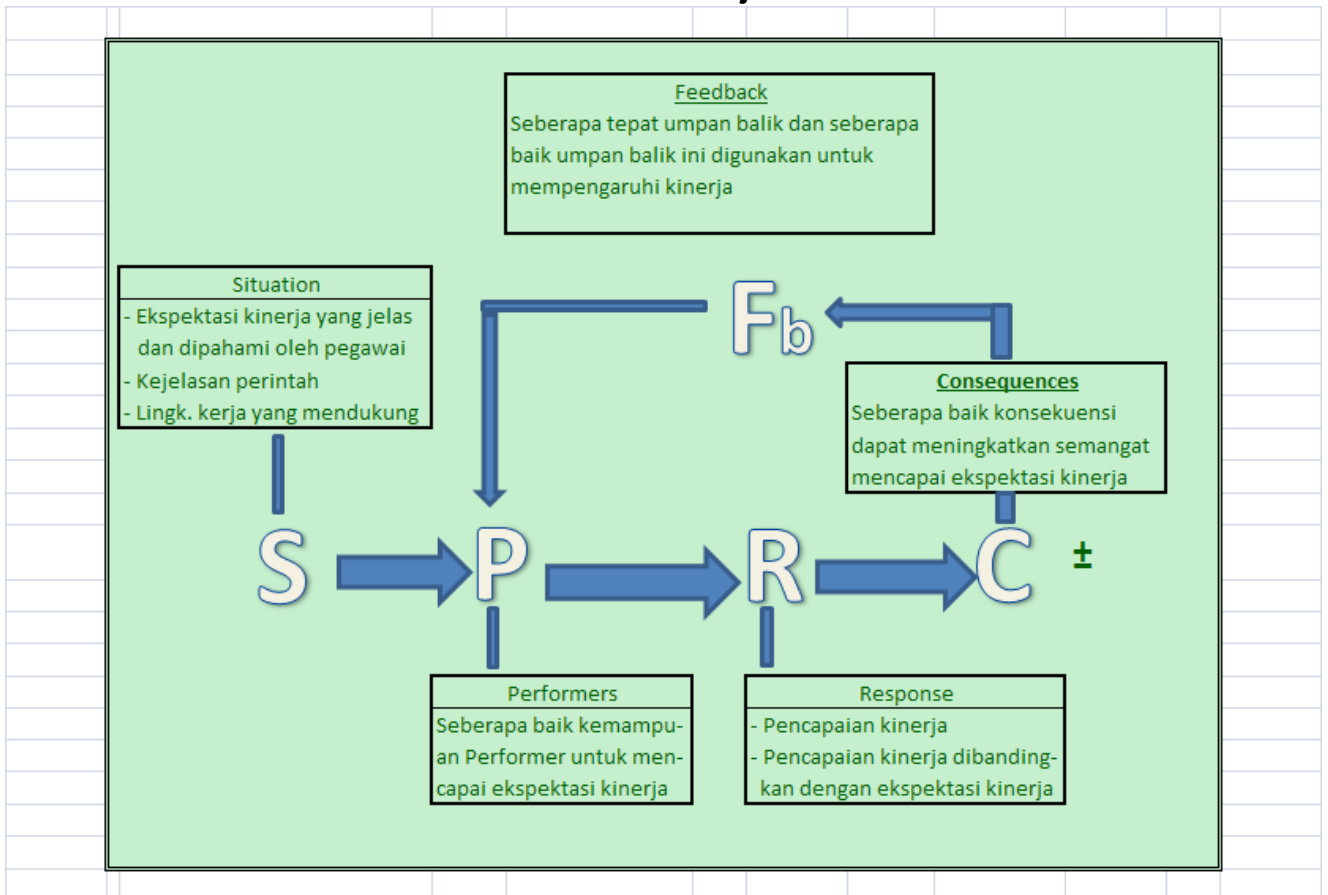 Feedback
Seberapa tepat umpan balik dan seberapa
baik umpan balik ini digunakan untuk
mempengaruhi kinerja
Situation
- Ekspektasi kinerja yang jelas
dan dipahami oleh pegawai
- Kejelasan perintah
- Lingk. kerja yang mendukung
Fb
Consequences
Seberapa baik konsekuensi
dapat meningkatkan semangat
mencapai ekspektasi kinerja
S
P
R
C
±
Performers
Seberapa baik kemampu-
an Performer untuk men-
capai ekspektasi kinerja
Response
- Pencapaian kinerja
- Pencapaian kinerja dibanding-
kan dengan ekspektasi kinerja